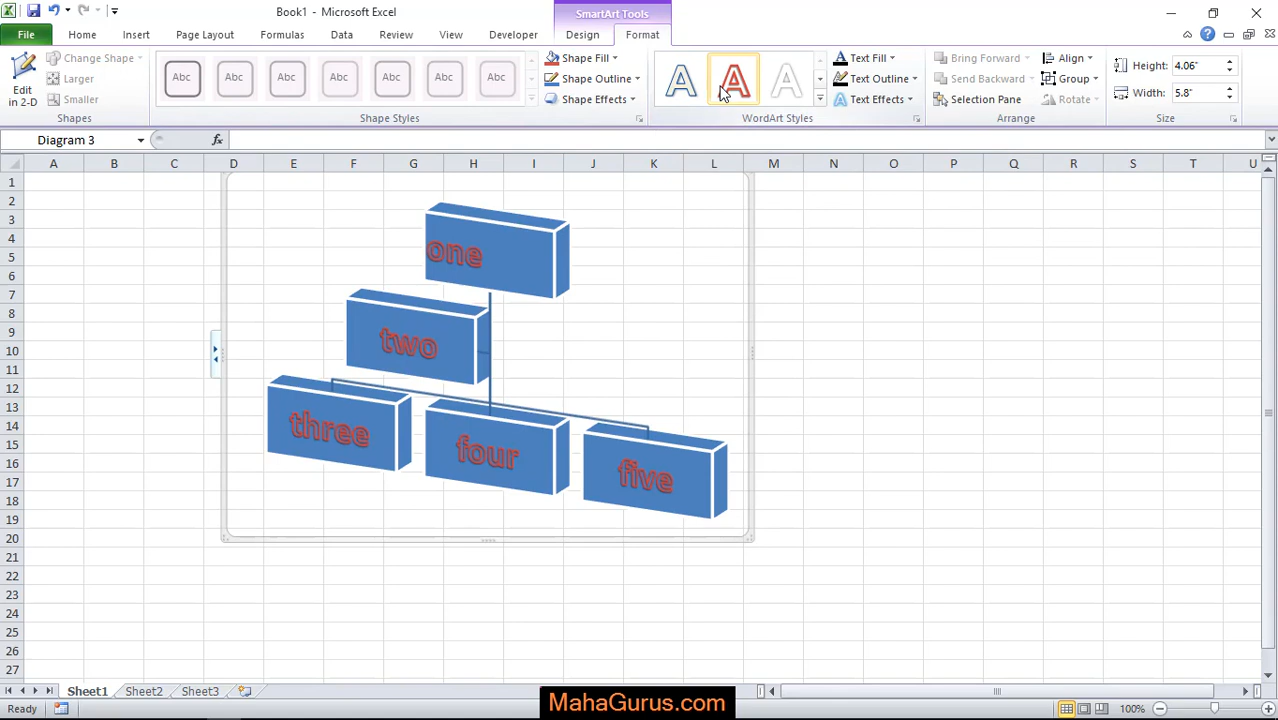 Book1 - Microsoft Excel
SmartArt Tools
File Home Insert Page Layout Formulas Data Review View Developer Design Format
Edit in 2-D
Change Shape
Larger
Smaller
Shapes
Abc Abc Abc Abc Abc Abc Abc
Shape Fill
Shape Outline
Shape Effects
Shape Styles
A A A
Text Fill
Text Outline
Text Effects
WordArt Styles
Bring Forward
Send Backward
Selection Pane
Align
Group
Rotate
Arrange
Height: 4.06"
Width: 5.8"
Size
Diagram 3
fx
A B C D E F G H I J K L M N O P Q R S T U
1
2
3
4
5
6
7
8
9
10
11
12
13
14
15
16
17
18
19
20
21
22
23
24
25
26
27
one
two
three
four
five
Sheet1 Sheet2 Sheet3
Ready
MahaGurus.com
100%